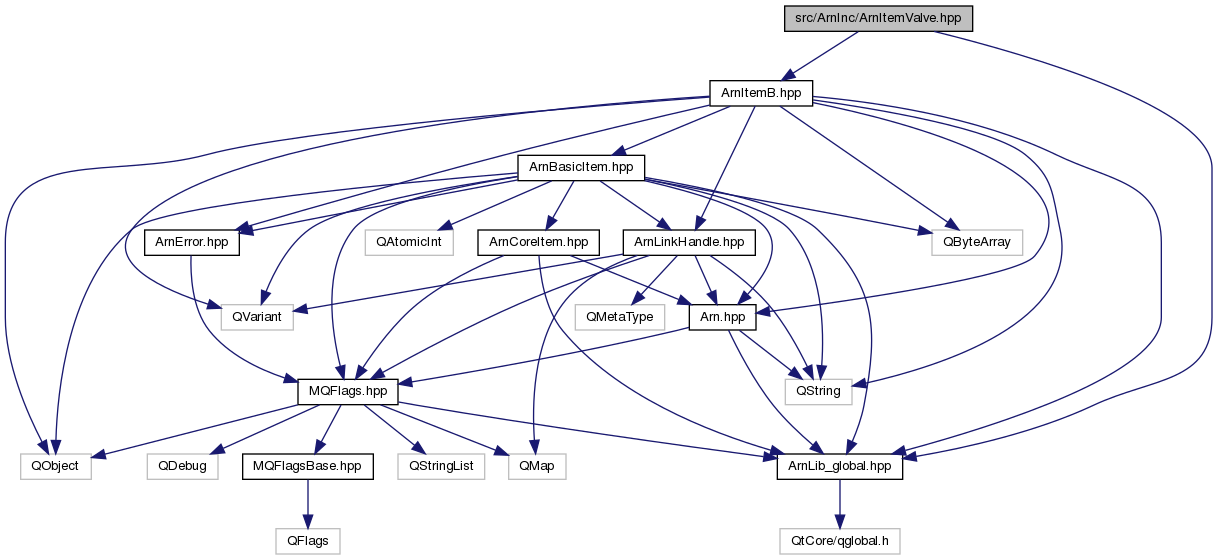 src/ArnInc/ArnItemValve.hpp
ArnItemB.hpp
ArnBasicItem.hpp
ArnError.hpp
QAtomicInt
ArnCoreItem.hpp
ArnLinkHandle.hpp
QByteArray
QVariant
QMetaType
Arn.hpp
MQFlags.hpp
QString
QObject
QDebug
MQFlagsBase.hpp
QStringList
QMap
ArnLib_global.hpp
QFlags
QtCore/qglobal.h